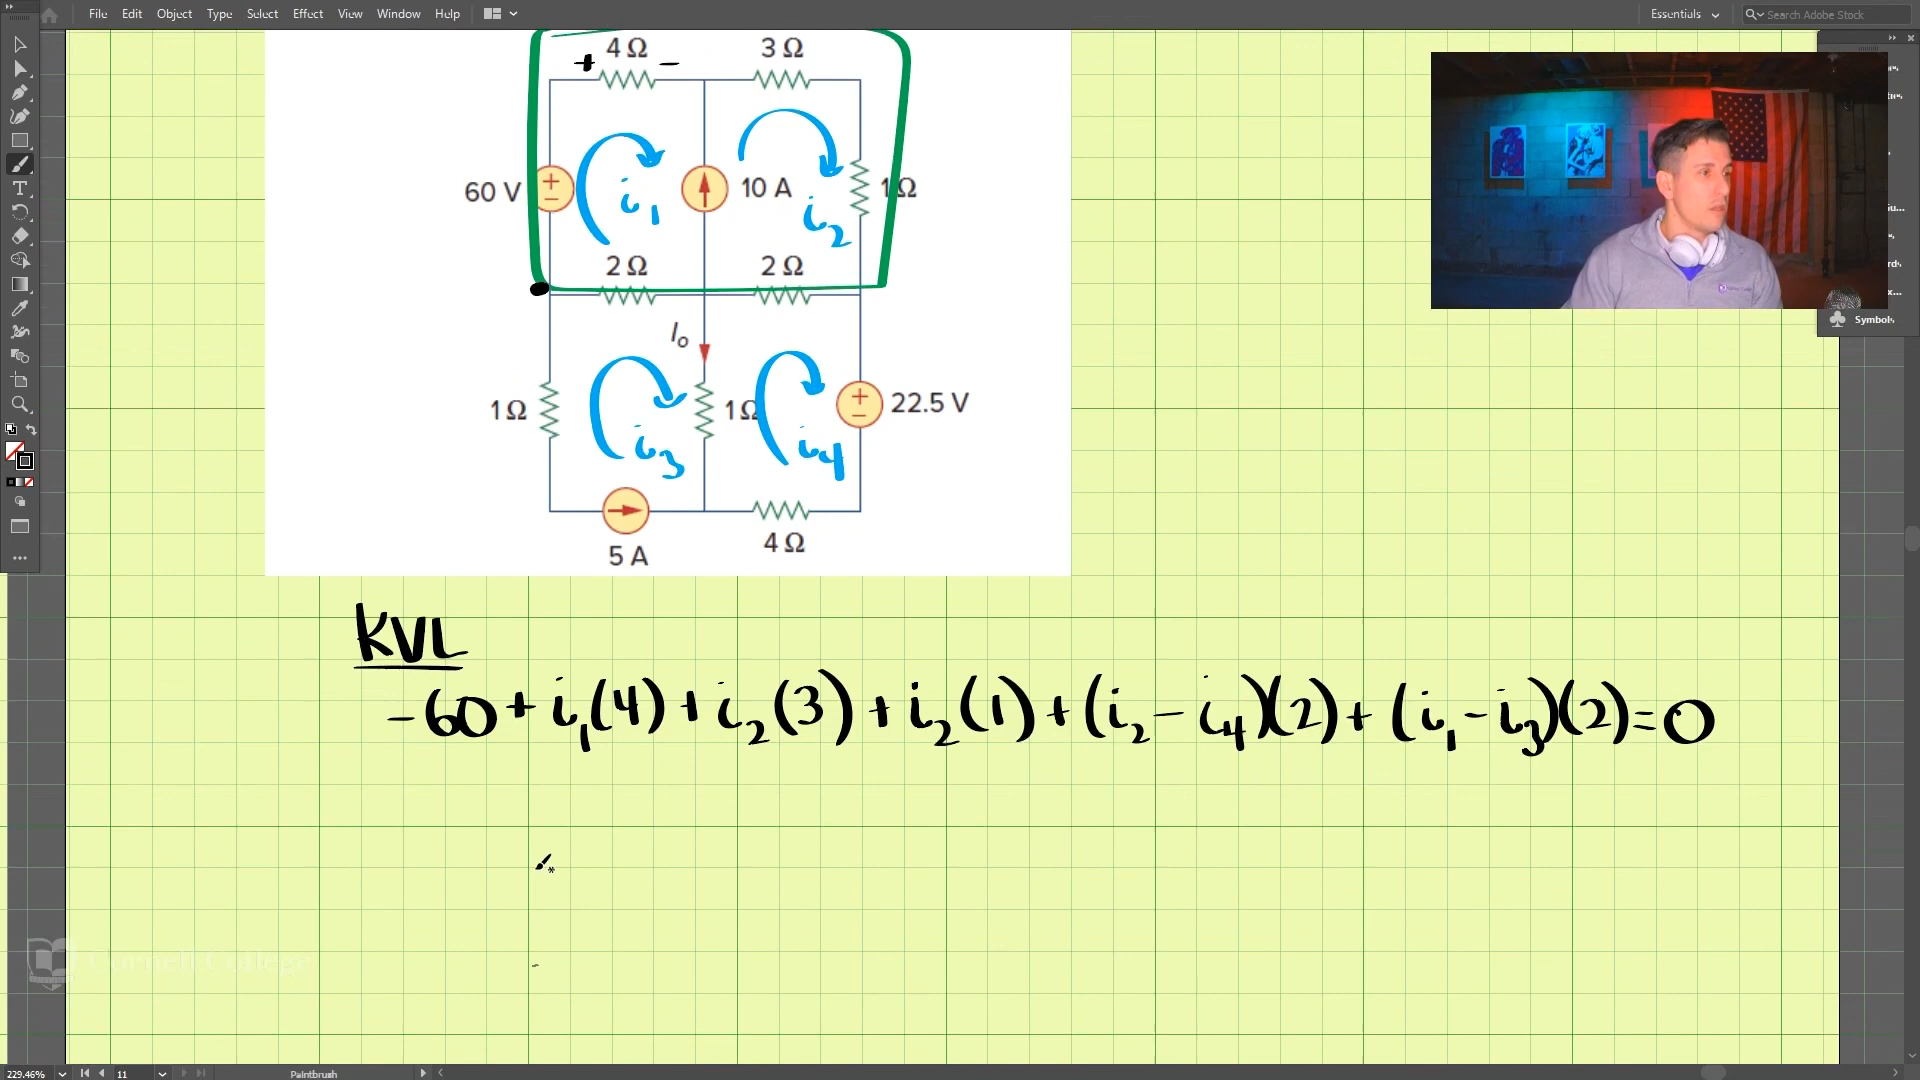 File Edit Object Type Select Effect View Window Help
Essentials
Search Adobe Stock
4 Ω 3 Ω
+ -
60 V + − i1 10 A i2 1 Ω
2 Ω 2 Ω
Io
1 Ω i3 1 Ω i4 + − 22.5 V
5 A 4 Ω
Symbols
KVL
-60 + i1(4) + i2(3) + i2(1) + (i2 - i4)(2) + (i1 - i3)(2) = 0
Cornell College
229.46% 11 Paintbrush